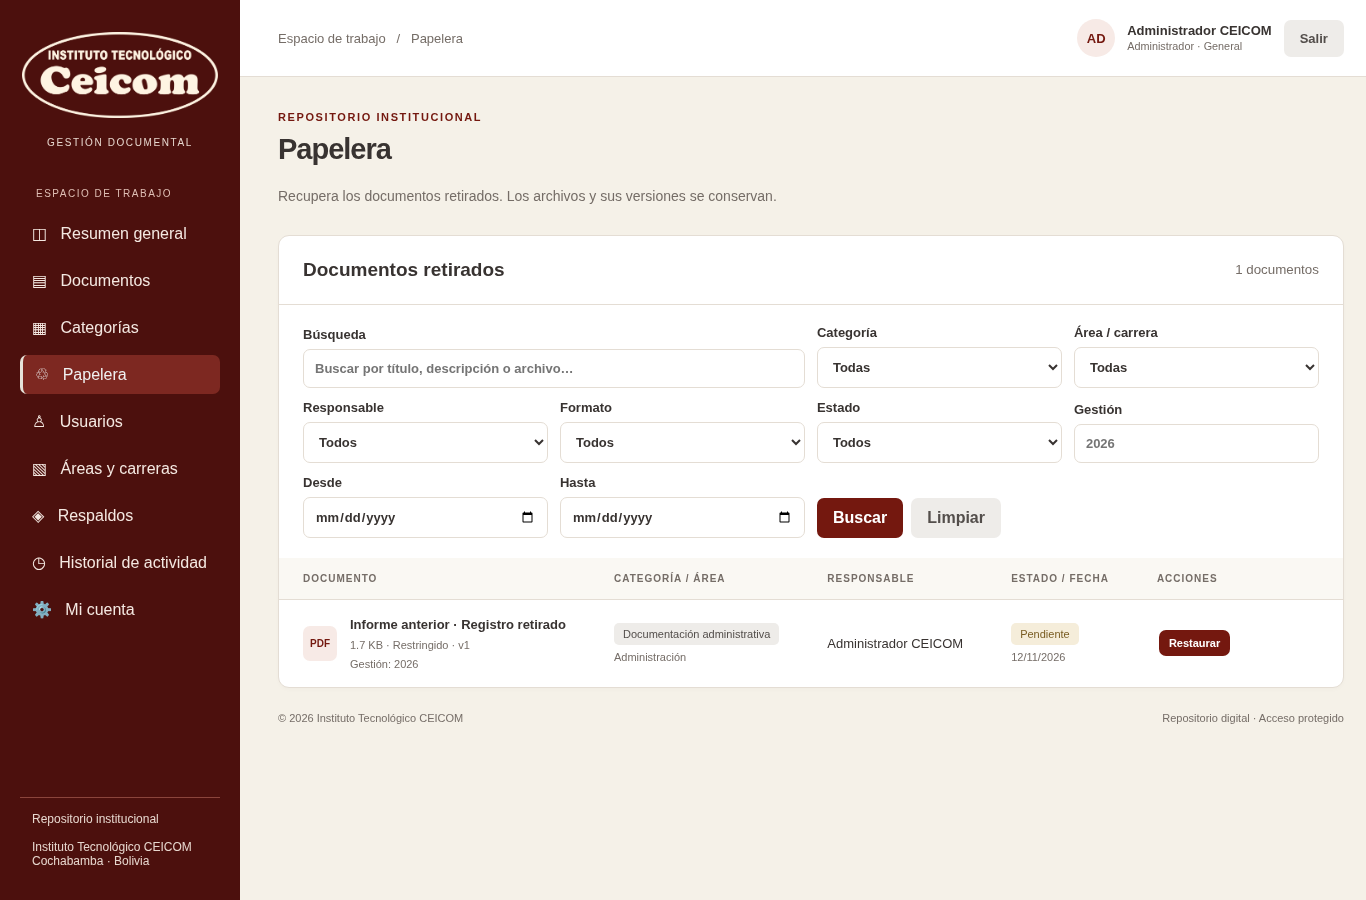 INSTITUTO TECNOLÓGICO
Ceicom
GESTIÓN DOCUMENTAL
ESPACIO DE TRABAJO
Resumen general
Documentos
Categorías
Papelera
Usuarios
Áreas y carreras
Respaldos
Historial de actividad
Mi cuenta
Repositorio institucional
Instituto Tecnológico CEICOM
Cochabamba · Bolivia
Espacio de trabajo / Papelera
AD
Administrador CEICOM
Administrador · General
Salir
REPOSITORIO INSTITUCIONAL
Papelera
Recupera los documentos retirados. Los archivos y sus versiones se conservan.
Documentos retirados
1 documentos
Búsqueda
Buscar por título, descripción o archivo…
Categoría
Todas
Área / carrera
Todas
Responsable
Todos
Formato
Todos
Estado
Todos
Gestión
2026
Desde
mm/dd/yyyy
Hasta
mm/dd/yyyy
Buscar
Limpiar
DOCUMENTO CATEGORÍA / ÁREA RESPONSABLE ESTADO / FECHA ACCIONES
PDF
Informe anterior · Registro retirado
1.7 KB · Restringido · v1
Gestión: 2026
Documentación administrativa
Administración
Administrador CEICOM
Pendiente
12/11/2026
Restaurar
© 2026 Instituto Tecnológico CEICOM
Repositorio digital · Acceso protegido